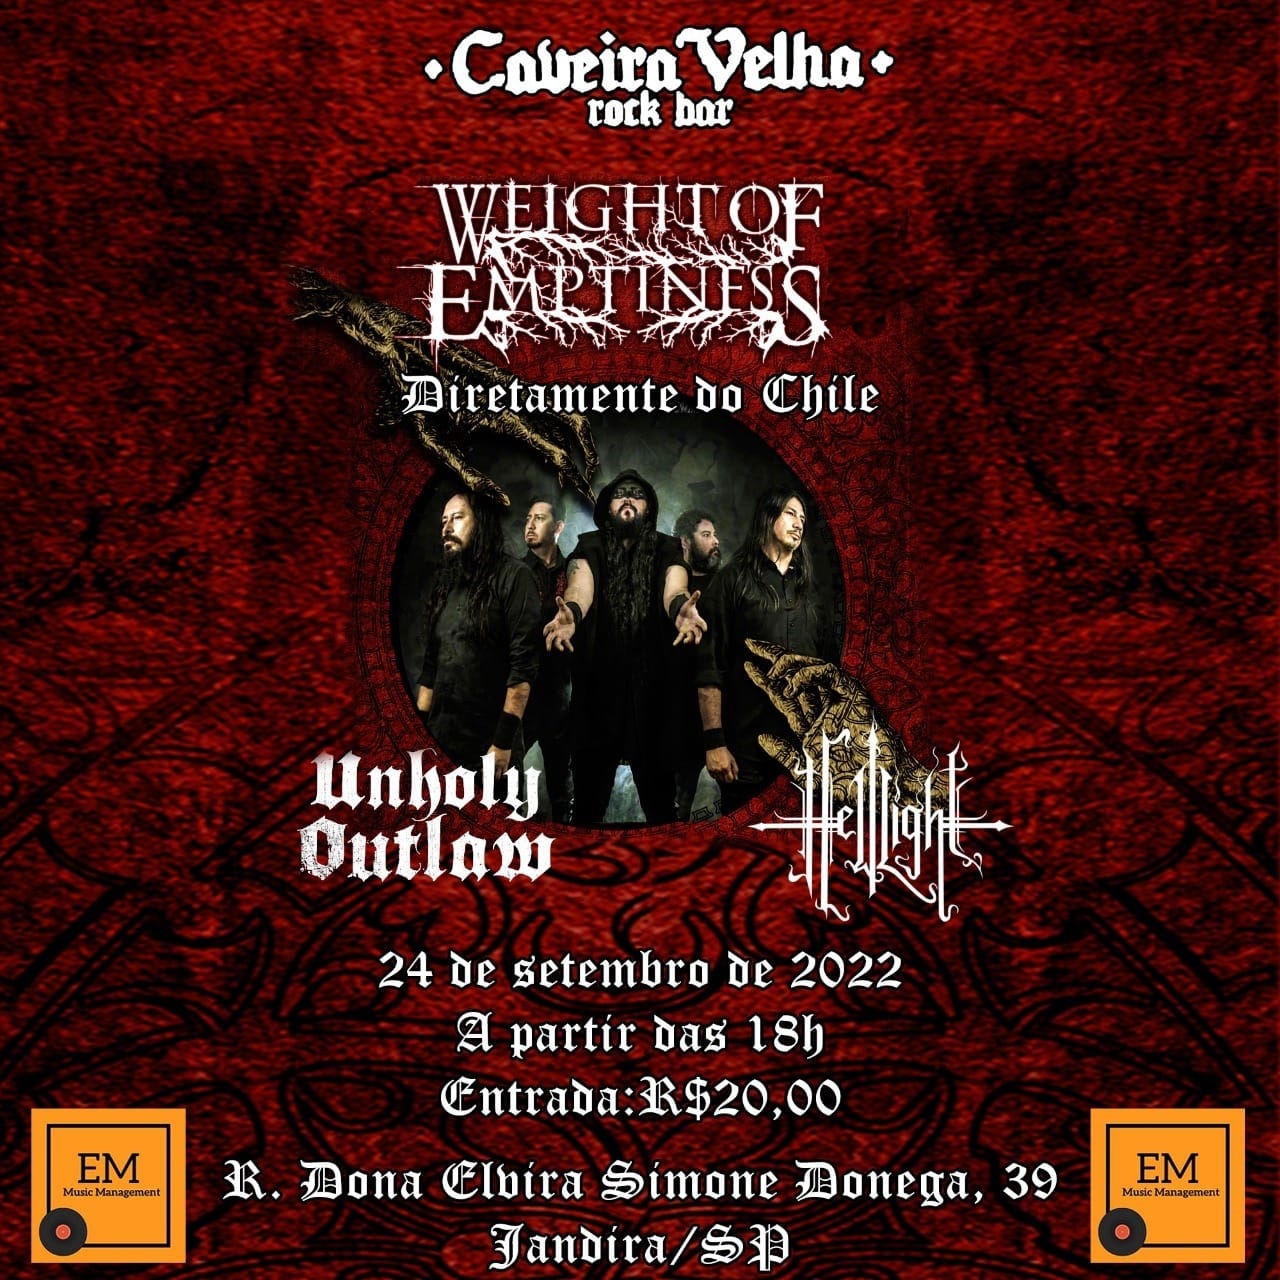 Caveira Velha
rock bar
WEIGHT OF
EMPTINESS
Diretamente do Chile
Unholy
Outlaw
HellLight
24 de setembro de 2022
A partir das 18h
Entrada:R$20,00
R. Dona Elvira Simone Donega, 39
Jandira/SP
EM
Music Management
EM
Music Management